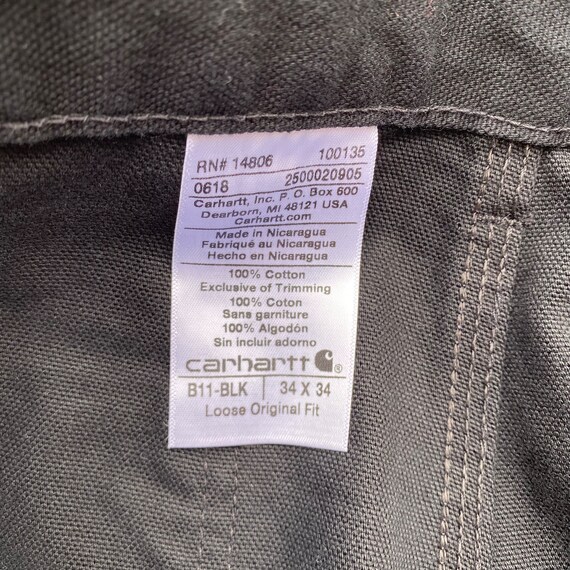 RN# 14806 100135
0618 2500020905
Carhartt, Inc. P. O. Box 600
Dearborn, MI 48121 USA
Carhartt.com
Made in Nicaragua
Fabriqué au Nicaragua
Hecho en Nicaragua
100% Cotton
Exclusive of Trimming
100% Coton
Sans garniture
100% Algodón
Sin incluir adorno
carhartt ®
B11-BLK | 34 X 34
Loose Original Fit